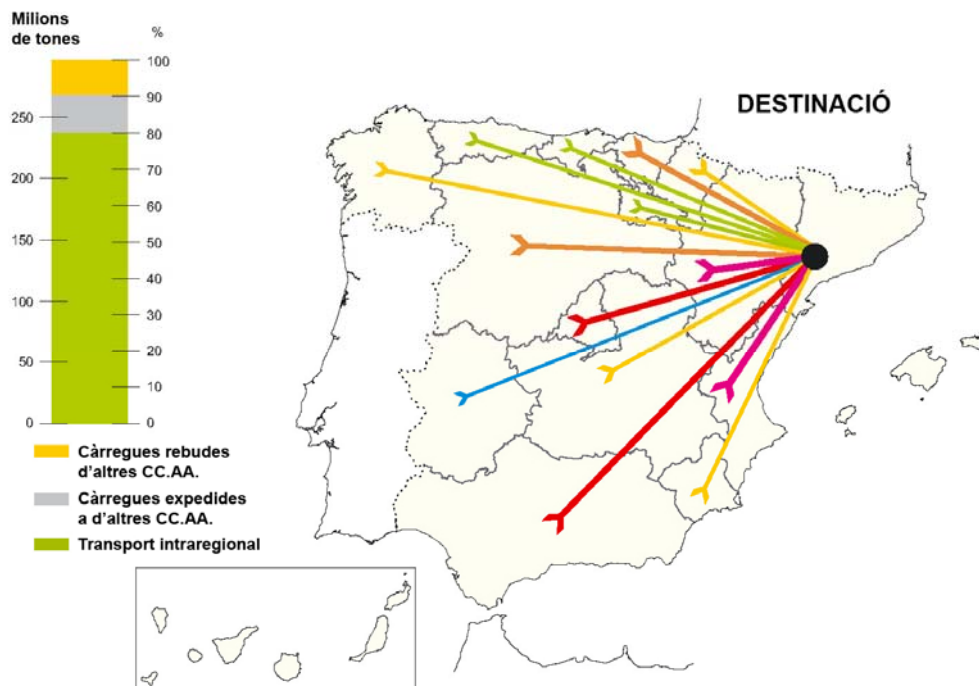 Milions
de tones
%
DESTINACIÓ
100
90
250
80
70
200
60
150
50
40
100
30
20
50
10
0
0
Càrregues rebudes
d'altres CC.AA.
Càrregues expedides
a d'altres CC.AA.
Transport intraregional